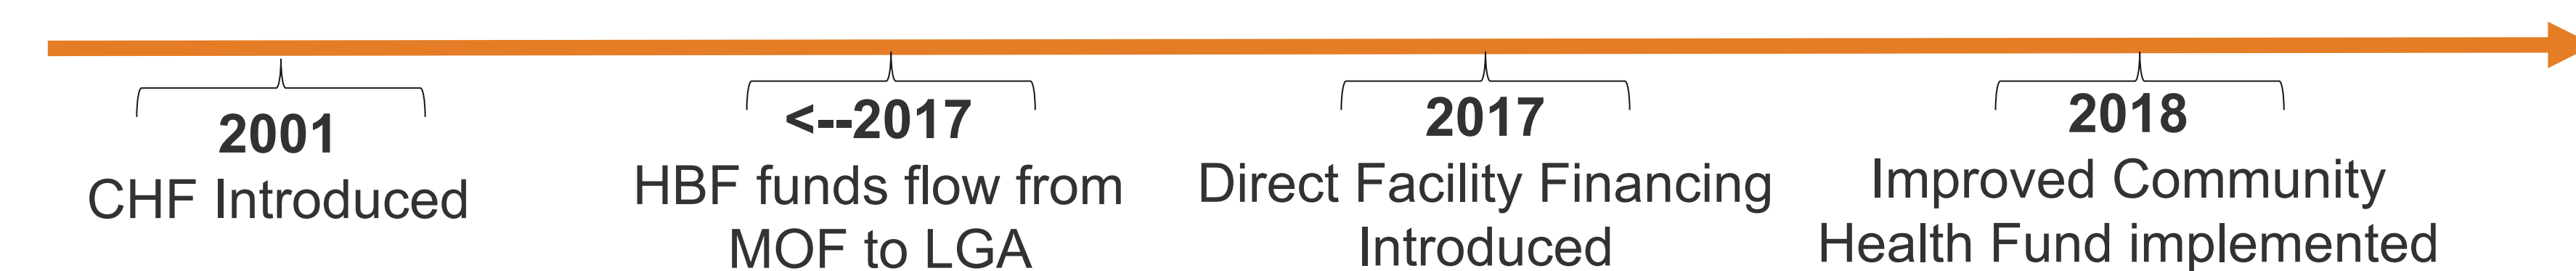 2001
CHF Introduced
<--2017
HBF funds flow from
MOF to LGA
2017
Direct Facility Financing
Introduced
2018
Improved Community
Health Fund implemented